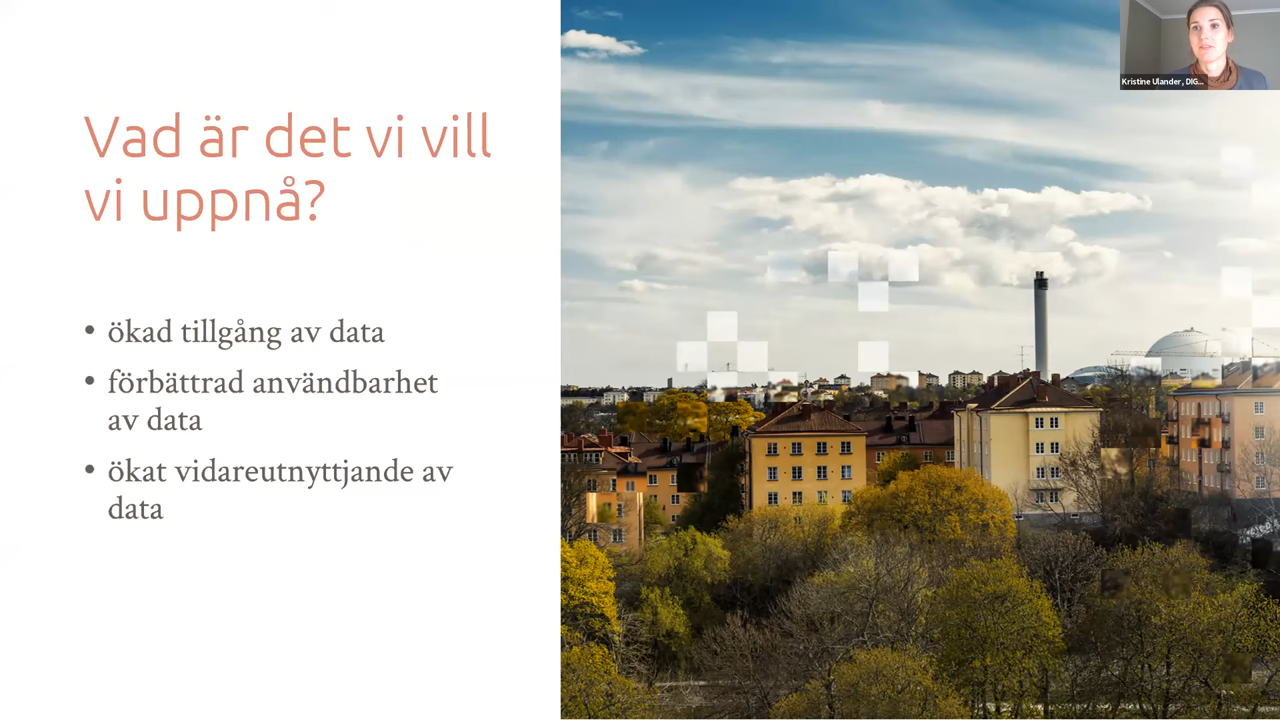 Kristine Ulander, DIG...
Vad är det vi vill
vi uppnå?
• ökad tillgång av data
• förbättrad användbarhet
av data
• ökat vidareutnyttjande av
data